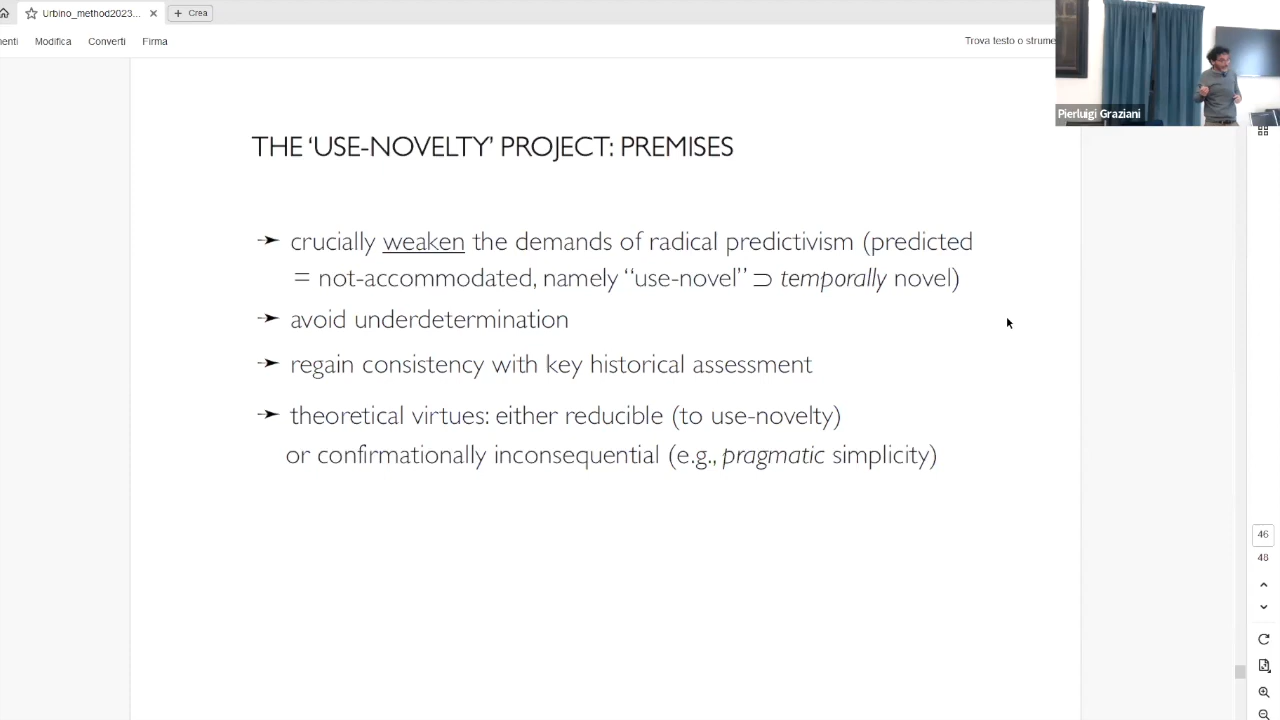 Urbino_method2023...
Crea
menti Modifica Converti Firma
Trova testo o strume
Pierluigi Graziani
THE ‘USE-NOVELTY’ PROJECT: PREMISES
➛ crucially weaken the demands of radical predictivism (predicted
= not-accommodated, namely “use-novel” ⊃ temporally novel)
➛ avoid underdetermination
➛ regain consistency with key historical assessment
➛ theoretical virtues: either reducible (to use-novelty)
or confirmationally inconsequential (e.g., pragmatic simplicity)
46
48